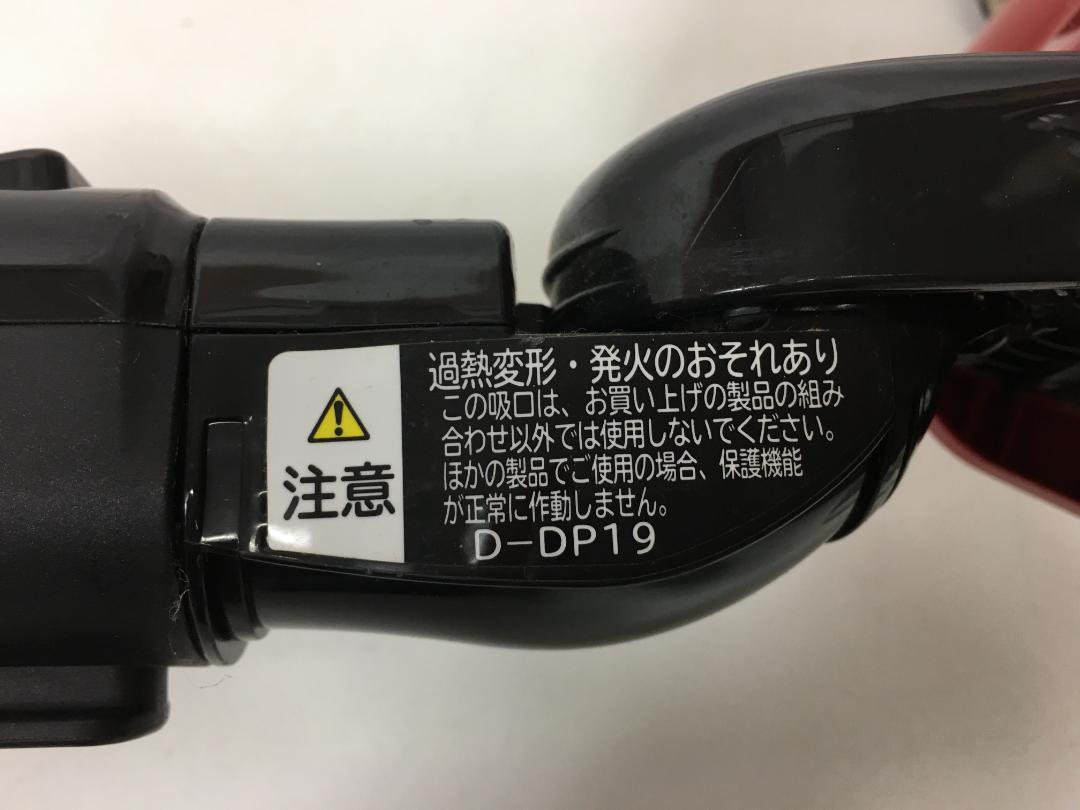 注意
過熱変形・発火のおそれあり
この吸口は、お買い上げの製品の組み
合わせ以外では使用しないでください。
ほかの製品でご使用の場合、保護機能
が正常に作動しません。
D-DP19